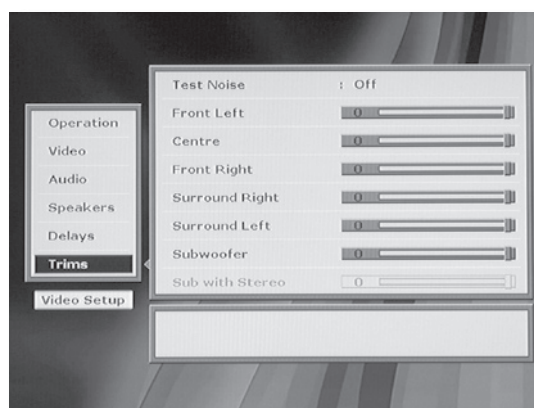 Operation
Video
Audio
Speakers
Delays
Trims
Video Setup
Test Noise : Off
Front Left 0
Centre 0
Front Right 0
Surround Right 0
Surround Left 0
Subwoofer 0
Sub with Stereo 0